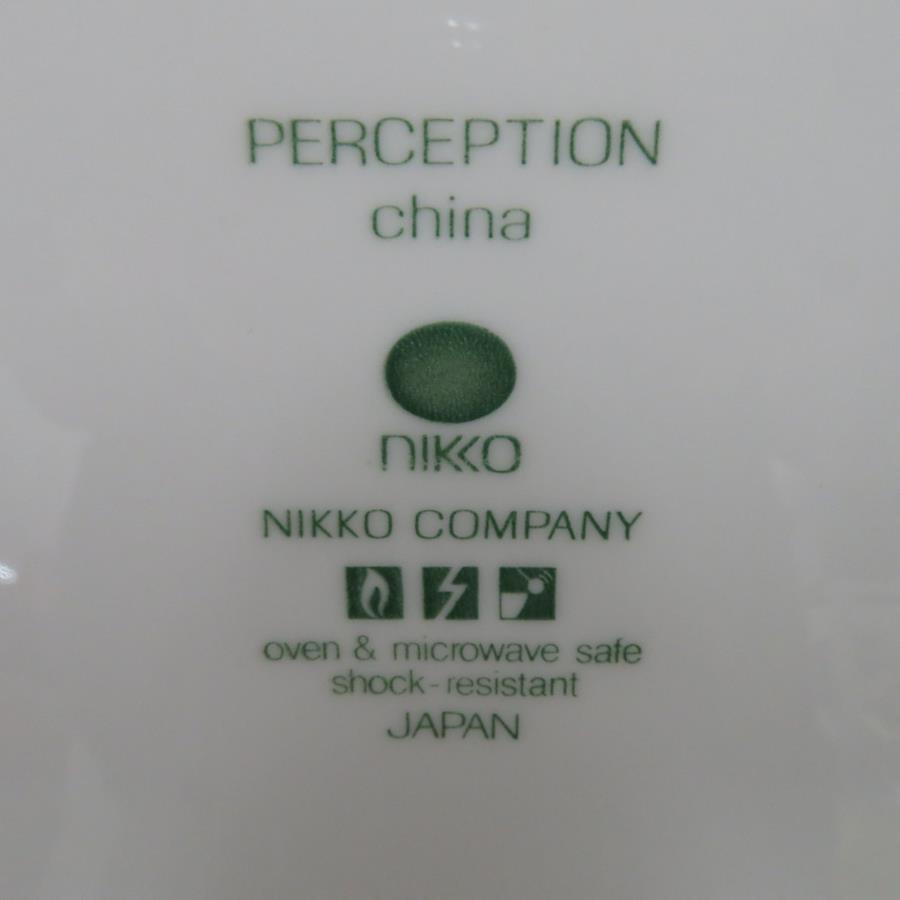 PERCEPTION
china
NIKKO
NIKKO COMPANY
oven & microwave safe
shock-resistant
JAPAN